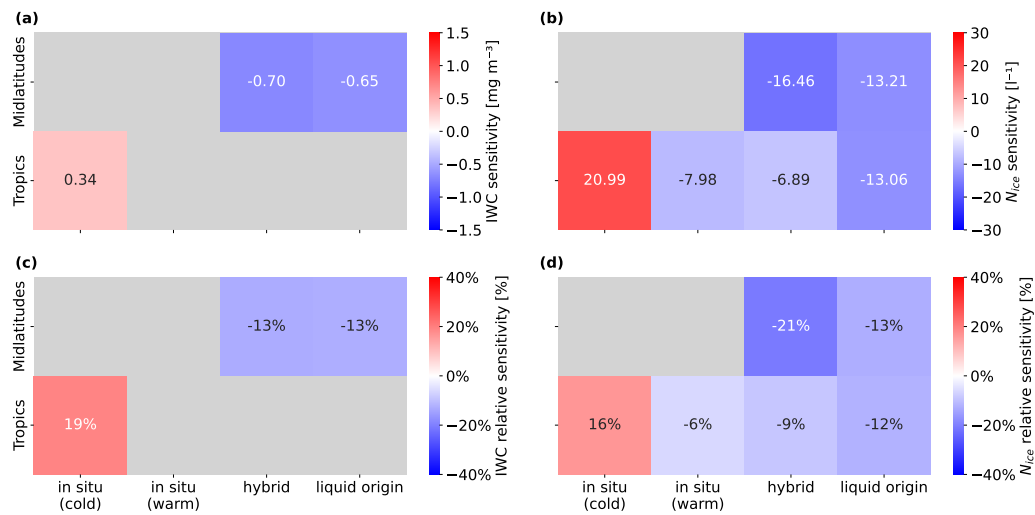 (a)
Midlatitudes
Tropics
-0.70
-0.65
0.34
1.5
1.0
0.5
0.0
−0.5
−1.0
−1.5
IWC sensitivity [mg m⁻³]
(b)
-16.46
-13.21
20.99
-7.98
-6.89
-13.06
30
20
10
0
−10
−20
−30
Nice sensitivity [l⁻¹]
(c)
Midlatitudes
Tropics
-13%
-13%
19%
in situ
(cold)
in situ
(warm)
hybrid
liquid origin
40%
20%
0%
−20%
−40%
IWC relative sensitivity [%]
(d)
-21%
-13%
16%
-6%
-9%
-12%
in situ
(cold)
in situ
(warm)
hybrid
liquid origin
40%
20%
0%
−20%
−40%
Nice relative sensitivity [%]